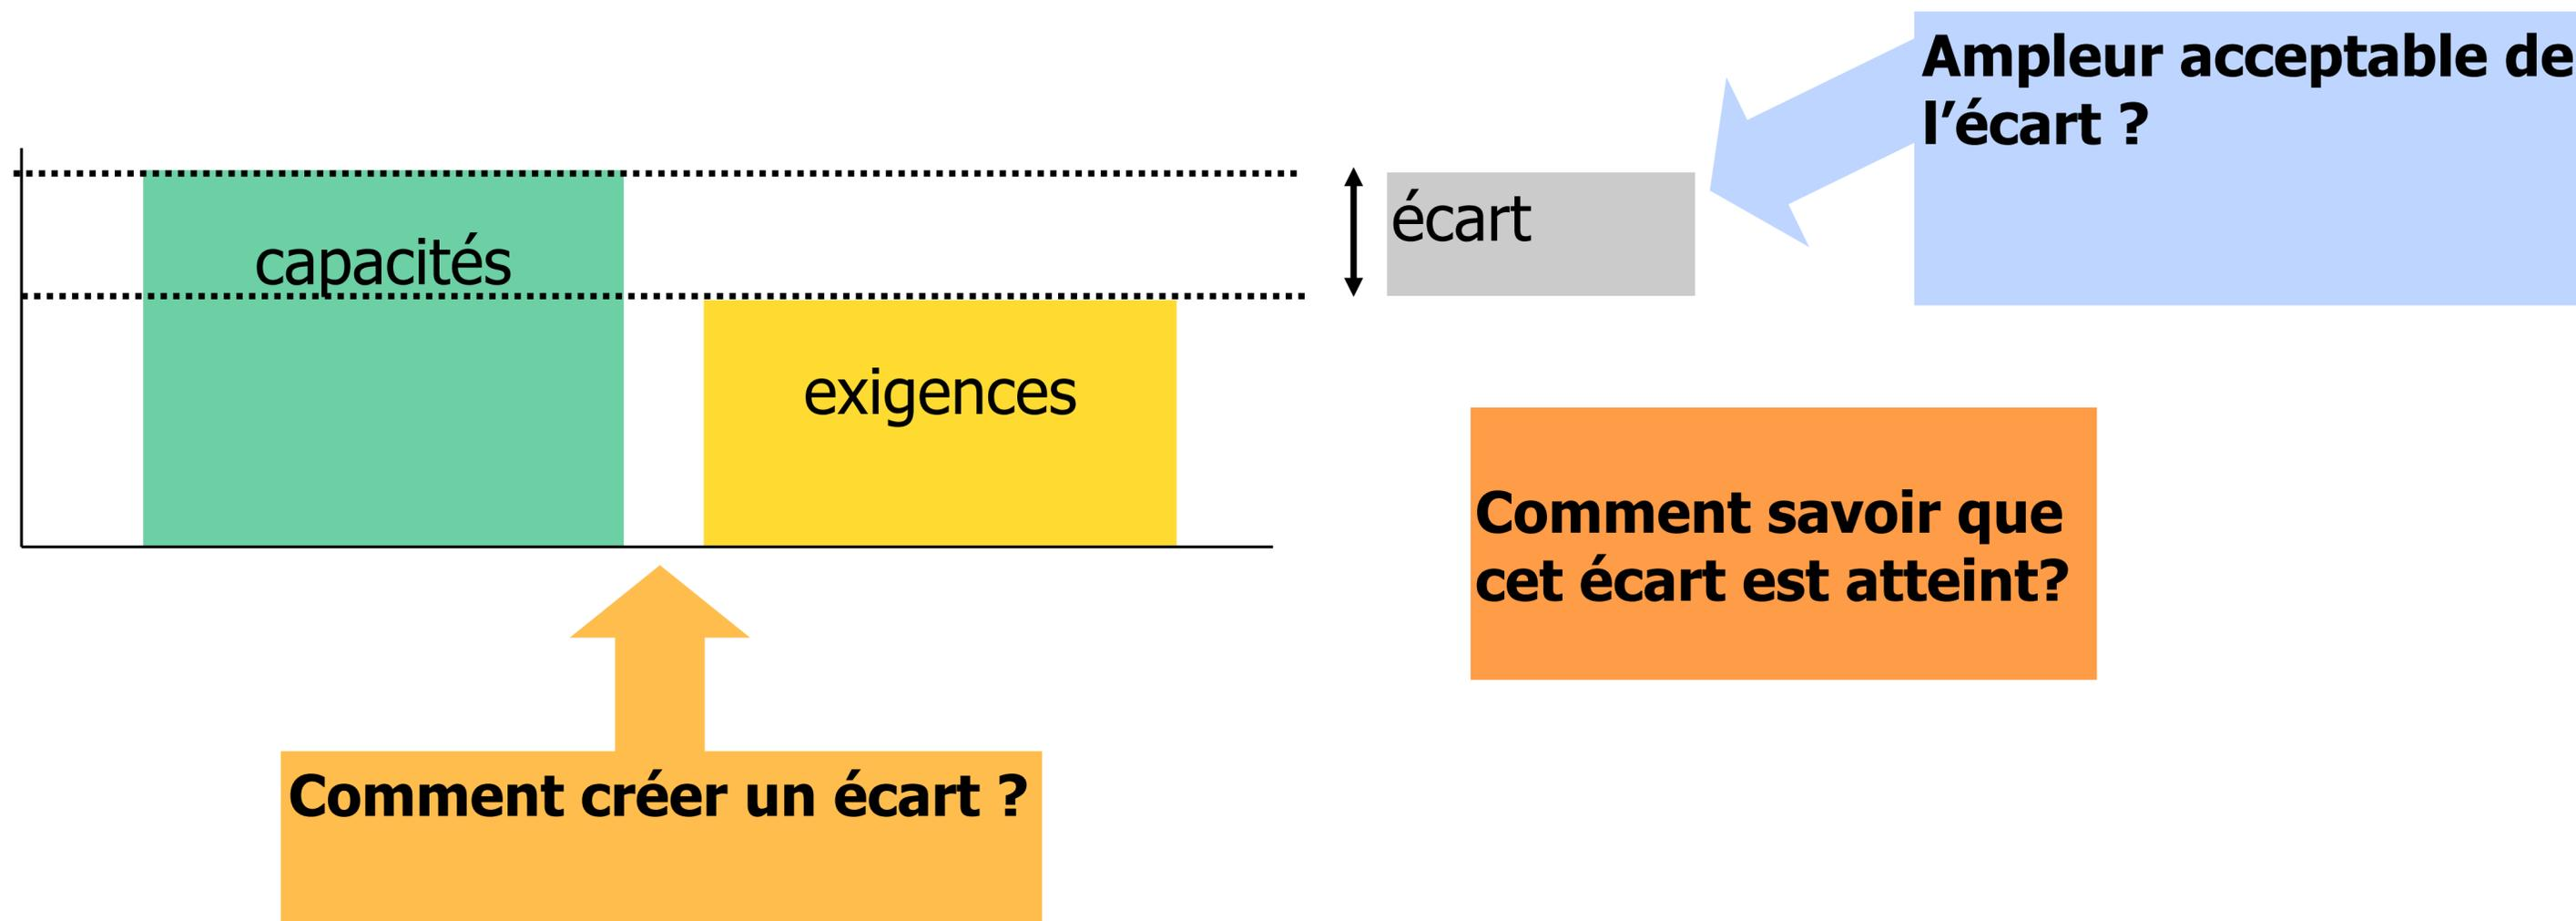 Ampleur acceptable de
l’écart ?
écart
capacités
exigences
Comment savoir que
cet écart est atteint?
Comment créer un écart ?